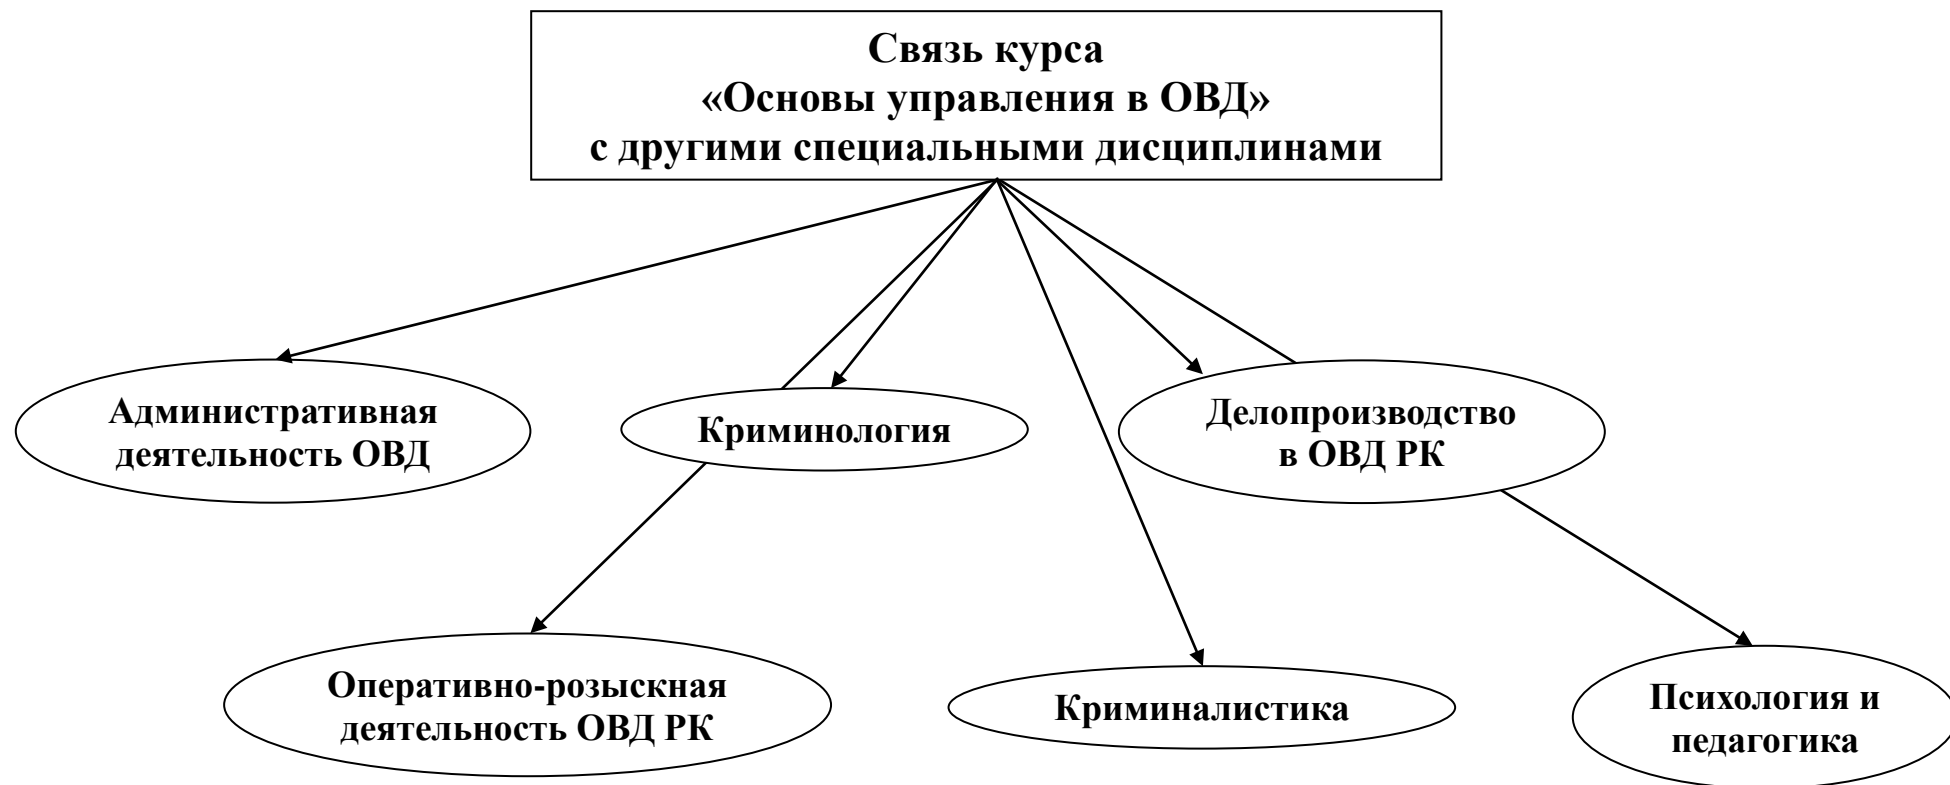 Связь курса
«Основы управления в ОВД»
с другими специальными дисциплинами
Административная
деятельность ОВД
Криминология
Делопроизводство
в ОВД РК
Оперативно-розыскная
деятельность ОВД РК
Криминалистика
Психология и
педагогика